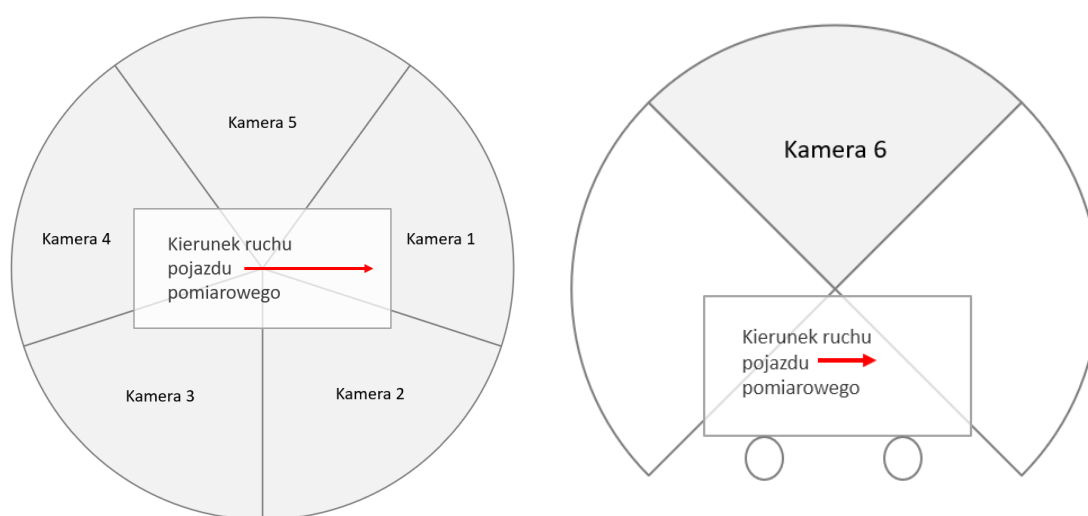 Kamera 5
Kamera 4
Kamera 1
Kierunek ruchu
pojazdu
pomiarowego
Kamera 3
Kamera 2
Kamera 6
Kierunek ruchu
pojazdu
pomiarowego